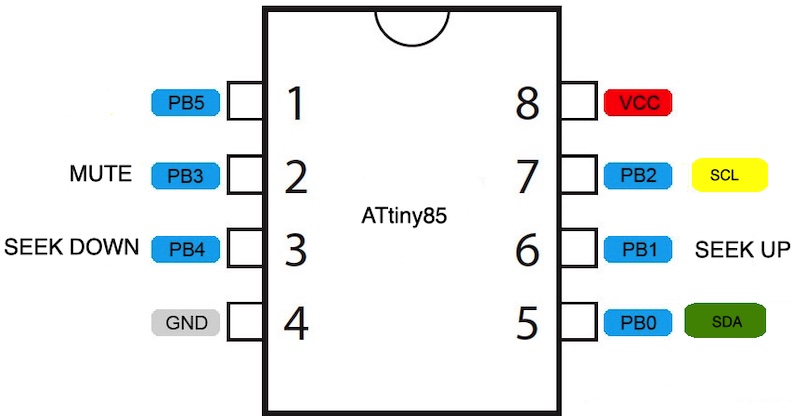 PB5 1 8 VCC
MUTE PB3 2 7 PB2 SCL
ATtiny85
SEEK DOWN PB4 3 6 PB1 SEEK UP
GND 4 5 PB0 SDA